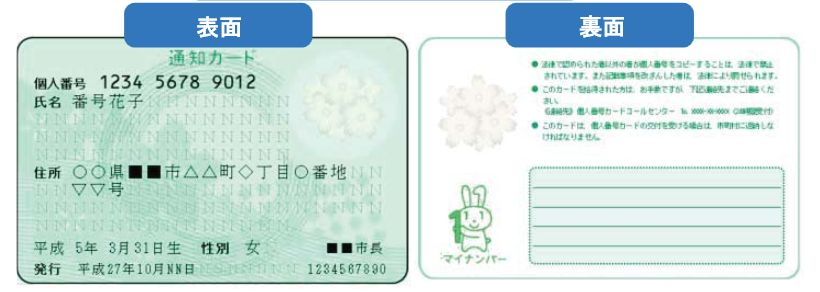 表面
通知カード
個人番号 1234 5678 9012
氏名 番号花子
住所 〇〇県■■市△△町◇丁目〇番地
▽▽号
平成 5年 3月31日生 性別 女 ■■市長
発行 平成27年10月NN日 1234567890
裏面
● 法律で認められた者以外の者が個人番号をコピーすることは、法律で禁止
されています。また記載事項を改ざんした者は、法律により罰せられます。
● このカードを拾得された方は、お手数ですが、下記連絡先までご連絡くだ
さい。
《連絡先》個人番号カードコールセンター
● このカードは、個人番号カードの交付を受ける場合は、市町村に返納しな
ければなりません。
マイナンバー